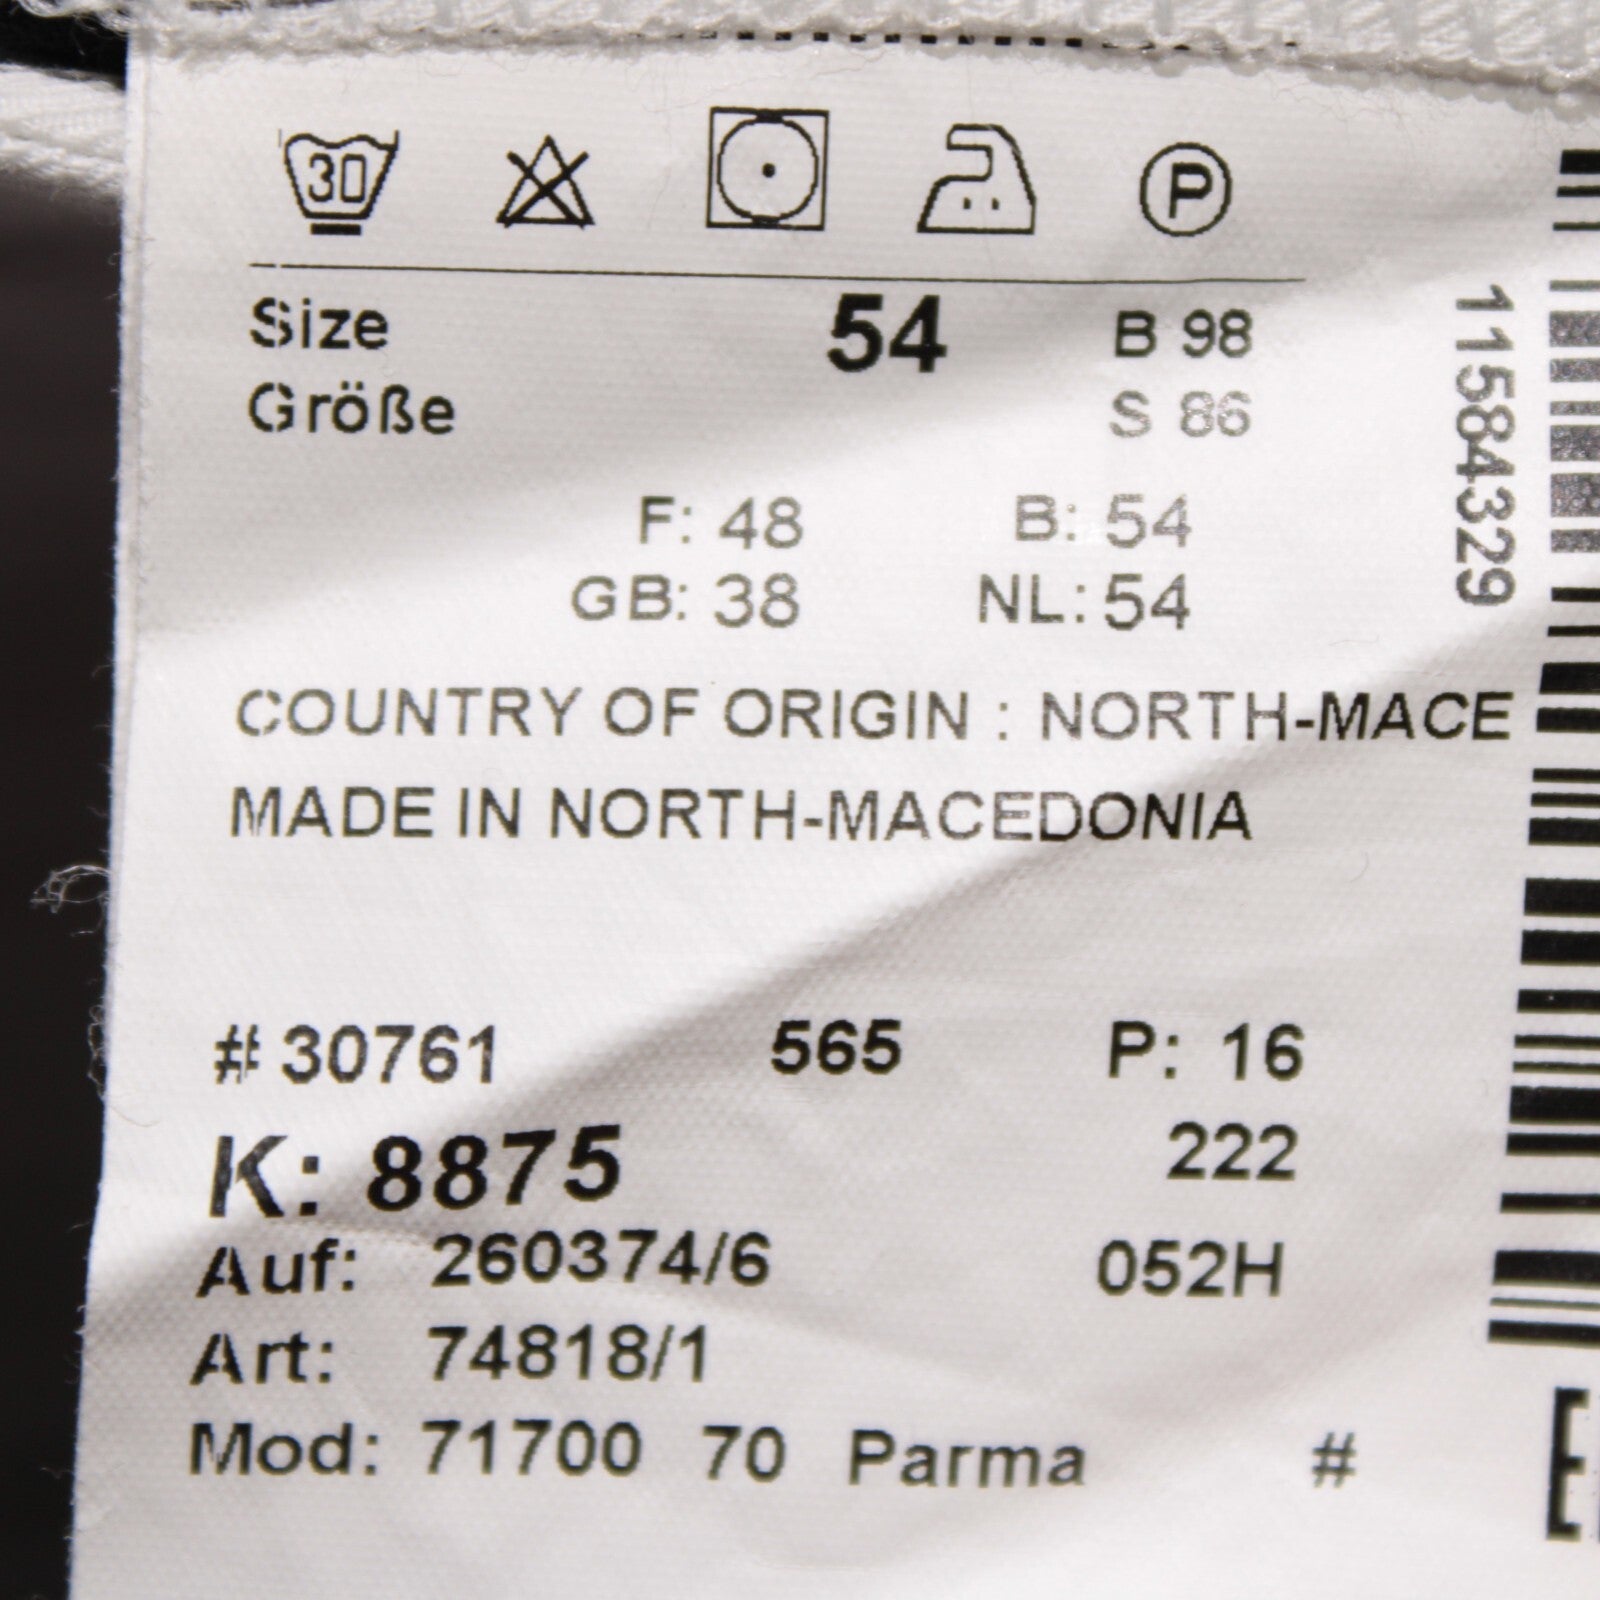 30
P
Size 54 B 98
Größe S 86
F: 48 B: 54
GB: 38 NL: 54
COUNTRY OF ORIGIN : NORTH-MACE
MADE IN NORTH-MACEDONIA
# 30761 565 P: 16
K: 8875 222
Auf: 260374/6 052H
Art: 74818/1
Mod: 71700 70 Parma #
11584329